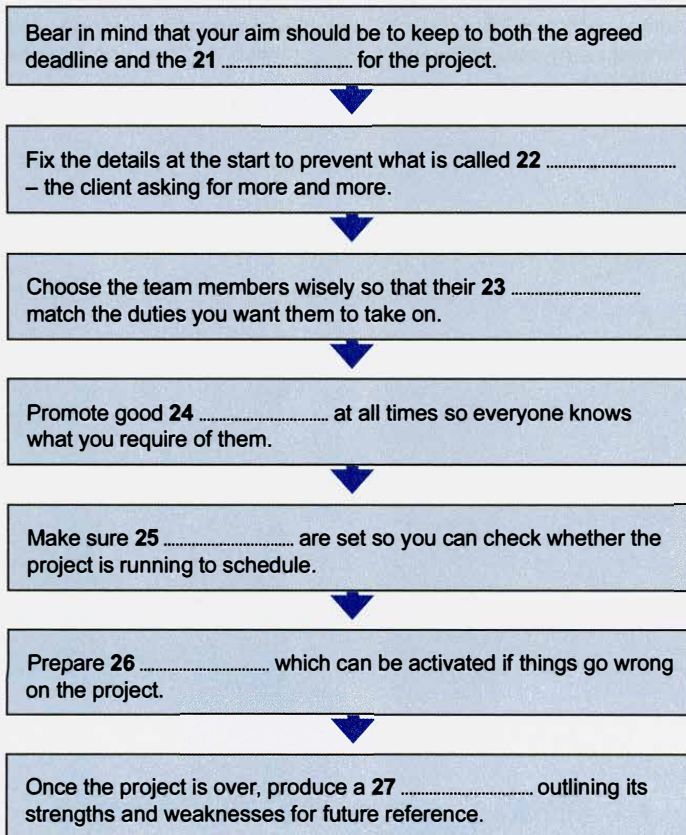 Bear in mind that your aim should be to keep to both the agreed
deadline and the 21 ............................ for the project.
Fix the details at the start to prevent what is called 22 ............................
– the client asking for more and more.
Choose the team members wisely so that their 23 ............................
match the duties you want them to take on.
Promote good 24 ............................ at all times so everyone knows
what you require of them.
Make sure 25 ............................ are set so you can check whether the
project is running to schedule.
Prepare 26 ............................ which can be activated if things go wrong
on the project.
Once the project is over, produce a 27 ............................ outlining its
strengths and weaknesses for future reference.